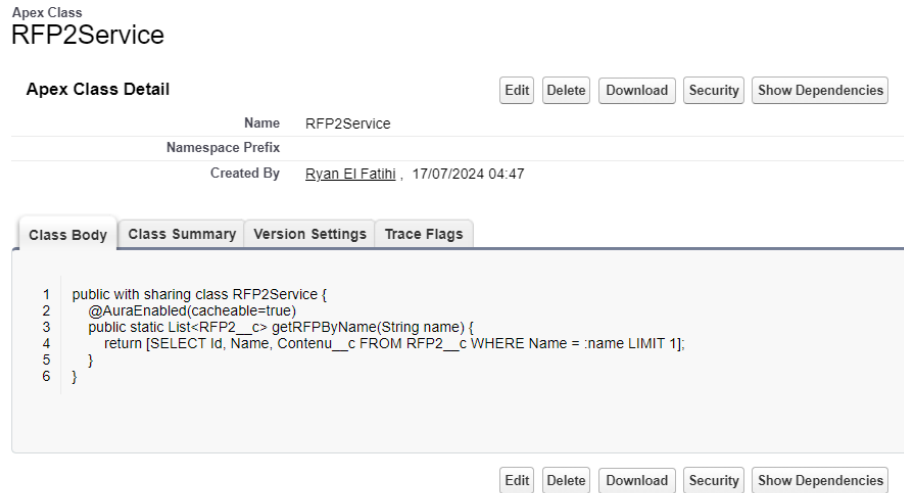 Apex Class
RFP2Service
Apex Class Detail
Edit Delete Download Security Show Dependencies
Name RFP2Service
Namespace Prefix
Created By Ryan El Fatihi , 17/07/2024 04:47
Class Body Class Summary Version Settings Trace Flags
1 public with sharing class RFP2Service {
2 @AuraEnabled(cacheable=true)
3 public static List<RFP2__c> getRFPByName(String name) {
4 return [SELECT Id, Name, Contenu__c FROM RFP2__c WHERE Name = :name LIMIT 1];
5 }
6 }
Edit Delete Download Security Show Dependencies